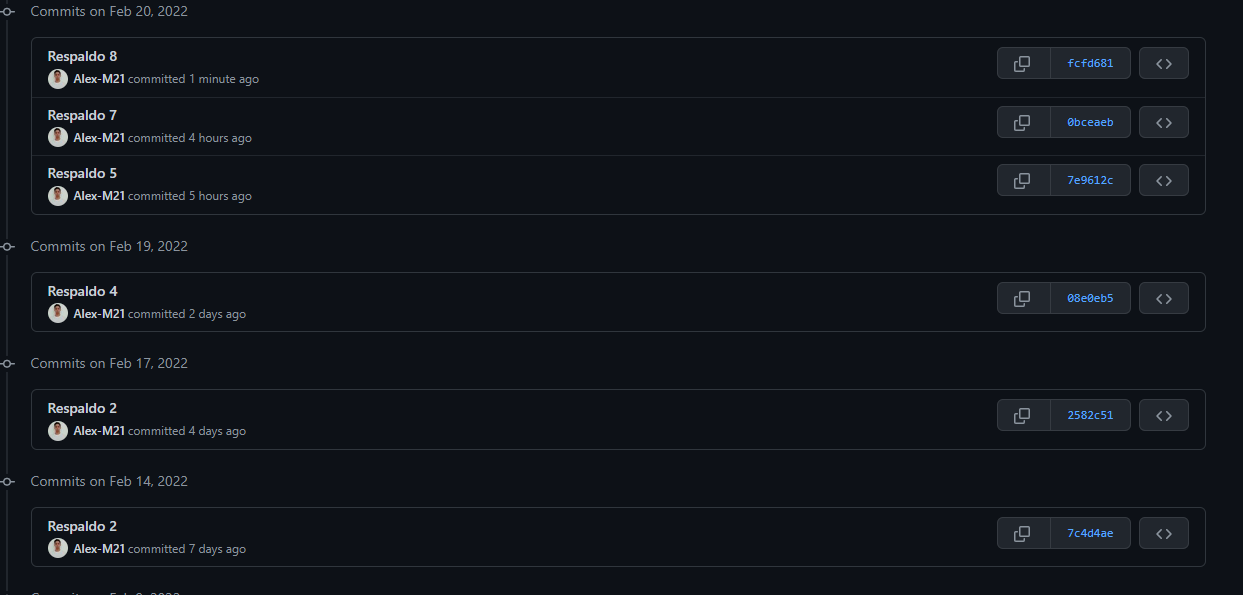 Commits on Feb 20, 2022
Respaldo 8
Alex-M21 committed 1 minute ago
fcfd681
Respaldo 7
Alex-M21 committed 4 hours ago
0bceaeb
Respaldo 5
Alex-M21 committed 5 hours ago
7e9612c
Commits on Feb 19, 2022
Respaldo 4
Alex-M21 committed 2 days ago
08e0eb5
Commits on Feb 17, 2022
Respaldo 2
Alex-M21 committed 4 days ago
2582c51
Commits on Feb 14, 2022
Respaldo 2
Alex-M21 committed 7 days ago
7c4d4ae